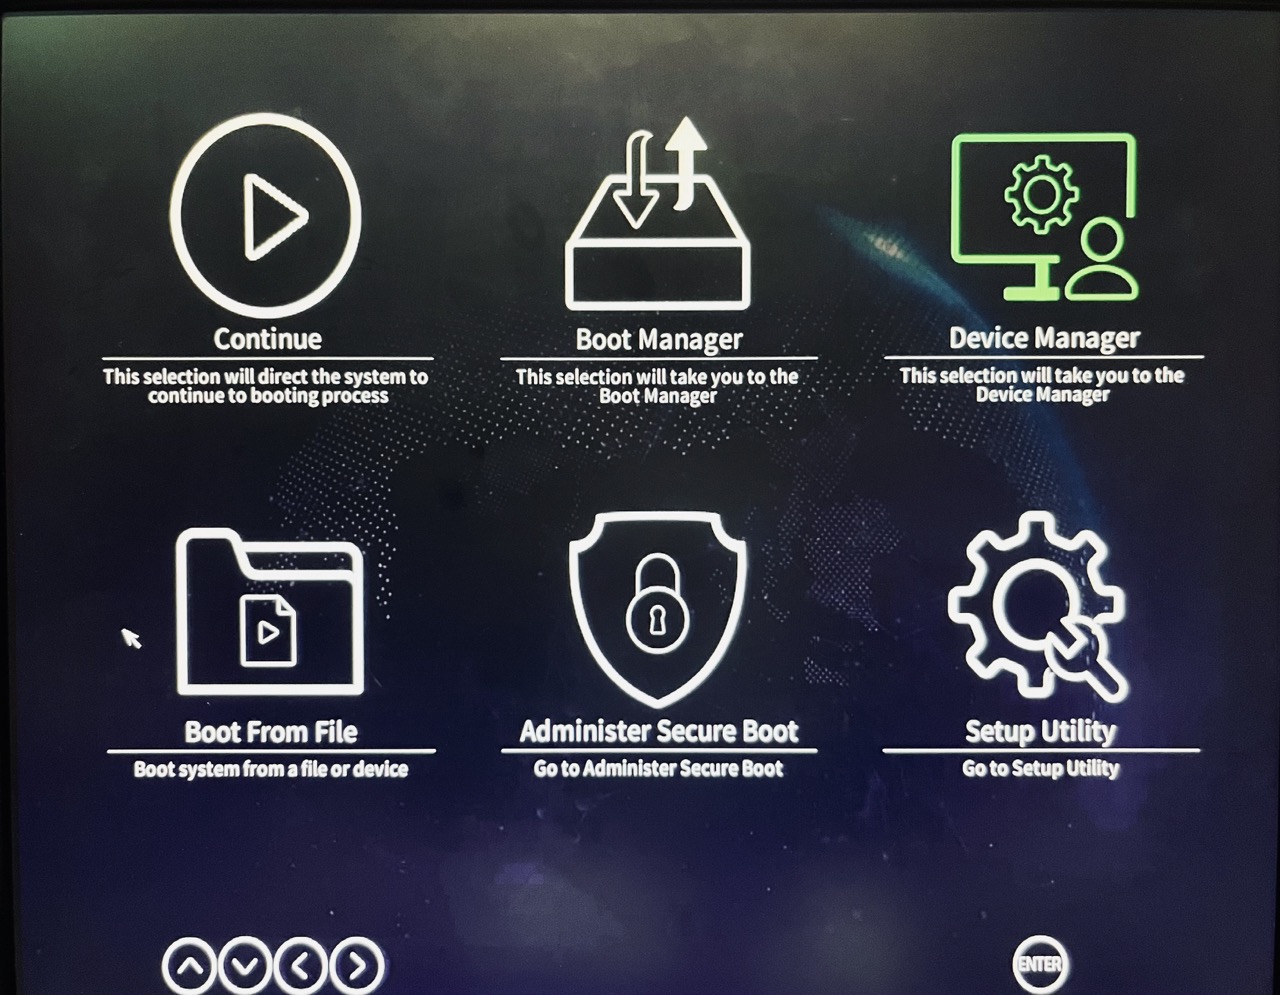 Continue
This selection will direct the system to
continue to booting process
Boot Manager
This selection will take you to the
Boot Manager
Device Manager
This selection will take you to the
Device Manager
Boot From File
Boot system from a file or device
Administer Secure Boot
Go to Administer Secure Boot
Setup Utility
Go to Setup Utility
ENTER